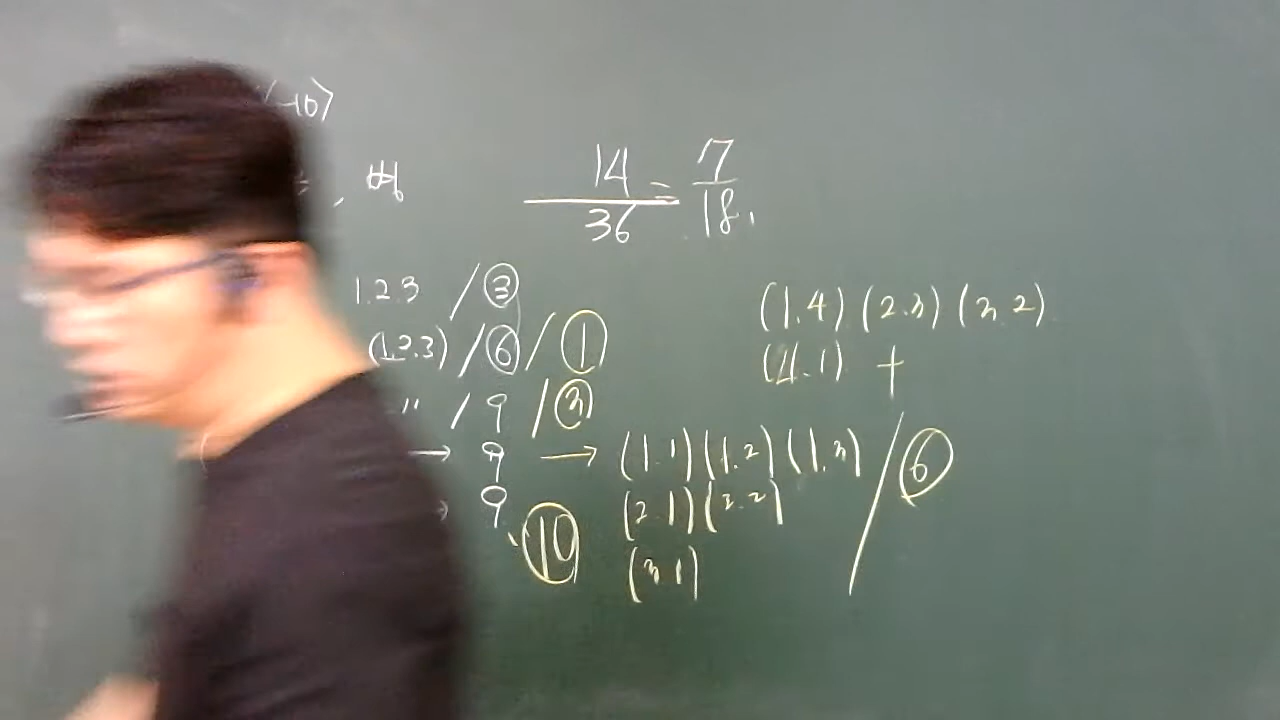 -10>
14/36 = 7/18
1.2.3 / ③
(1.2.3) / ⑥ / ①
" / 9 / ③
→ 9 → (1.1)(1.2)(1.3) / ⑥
→ 9 (2.1)(2.2)
⑩ (3.1)
(1.4)(2.3)(3.2)
(4.1) +